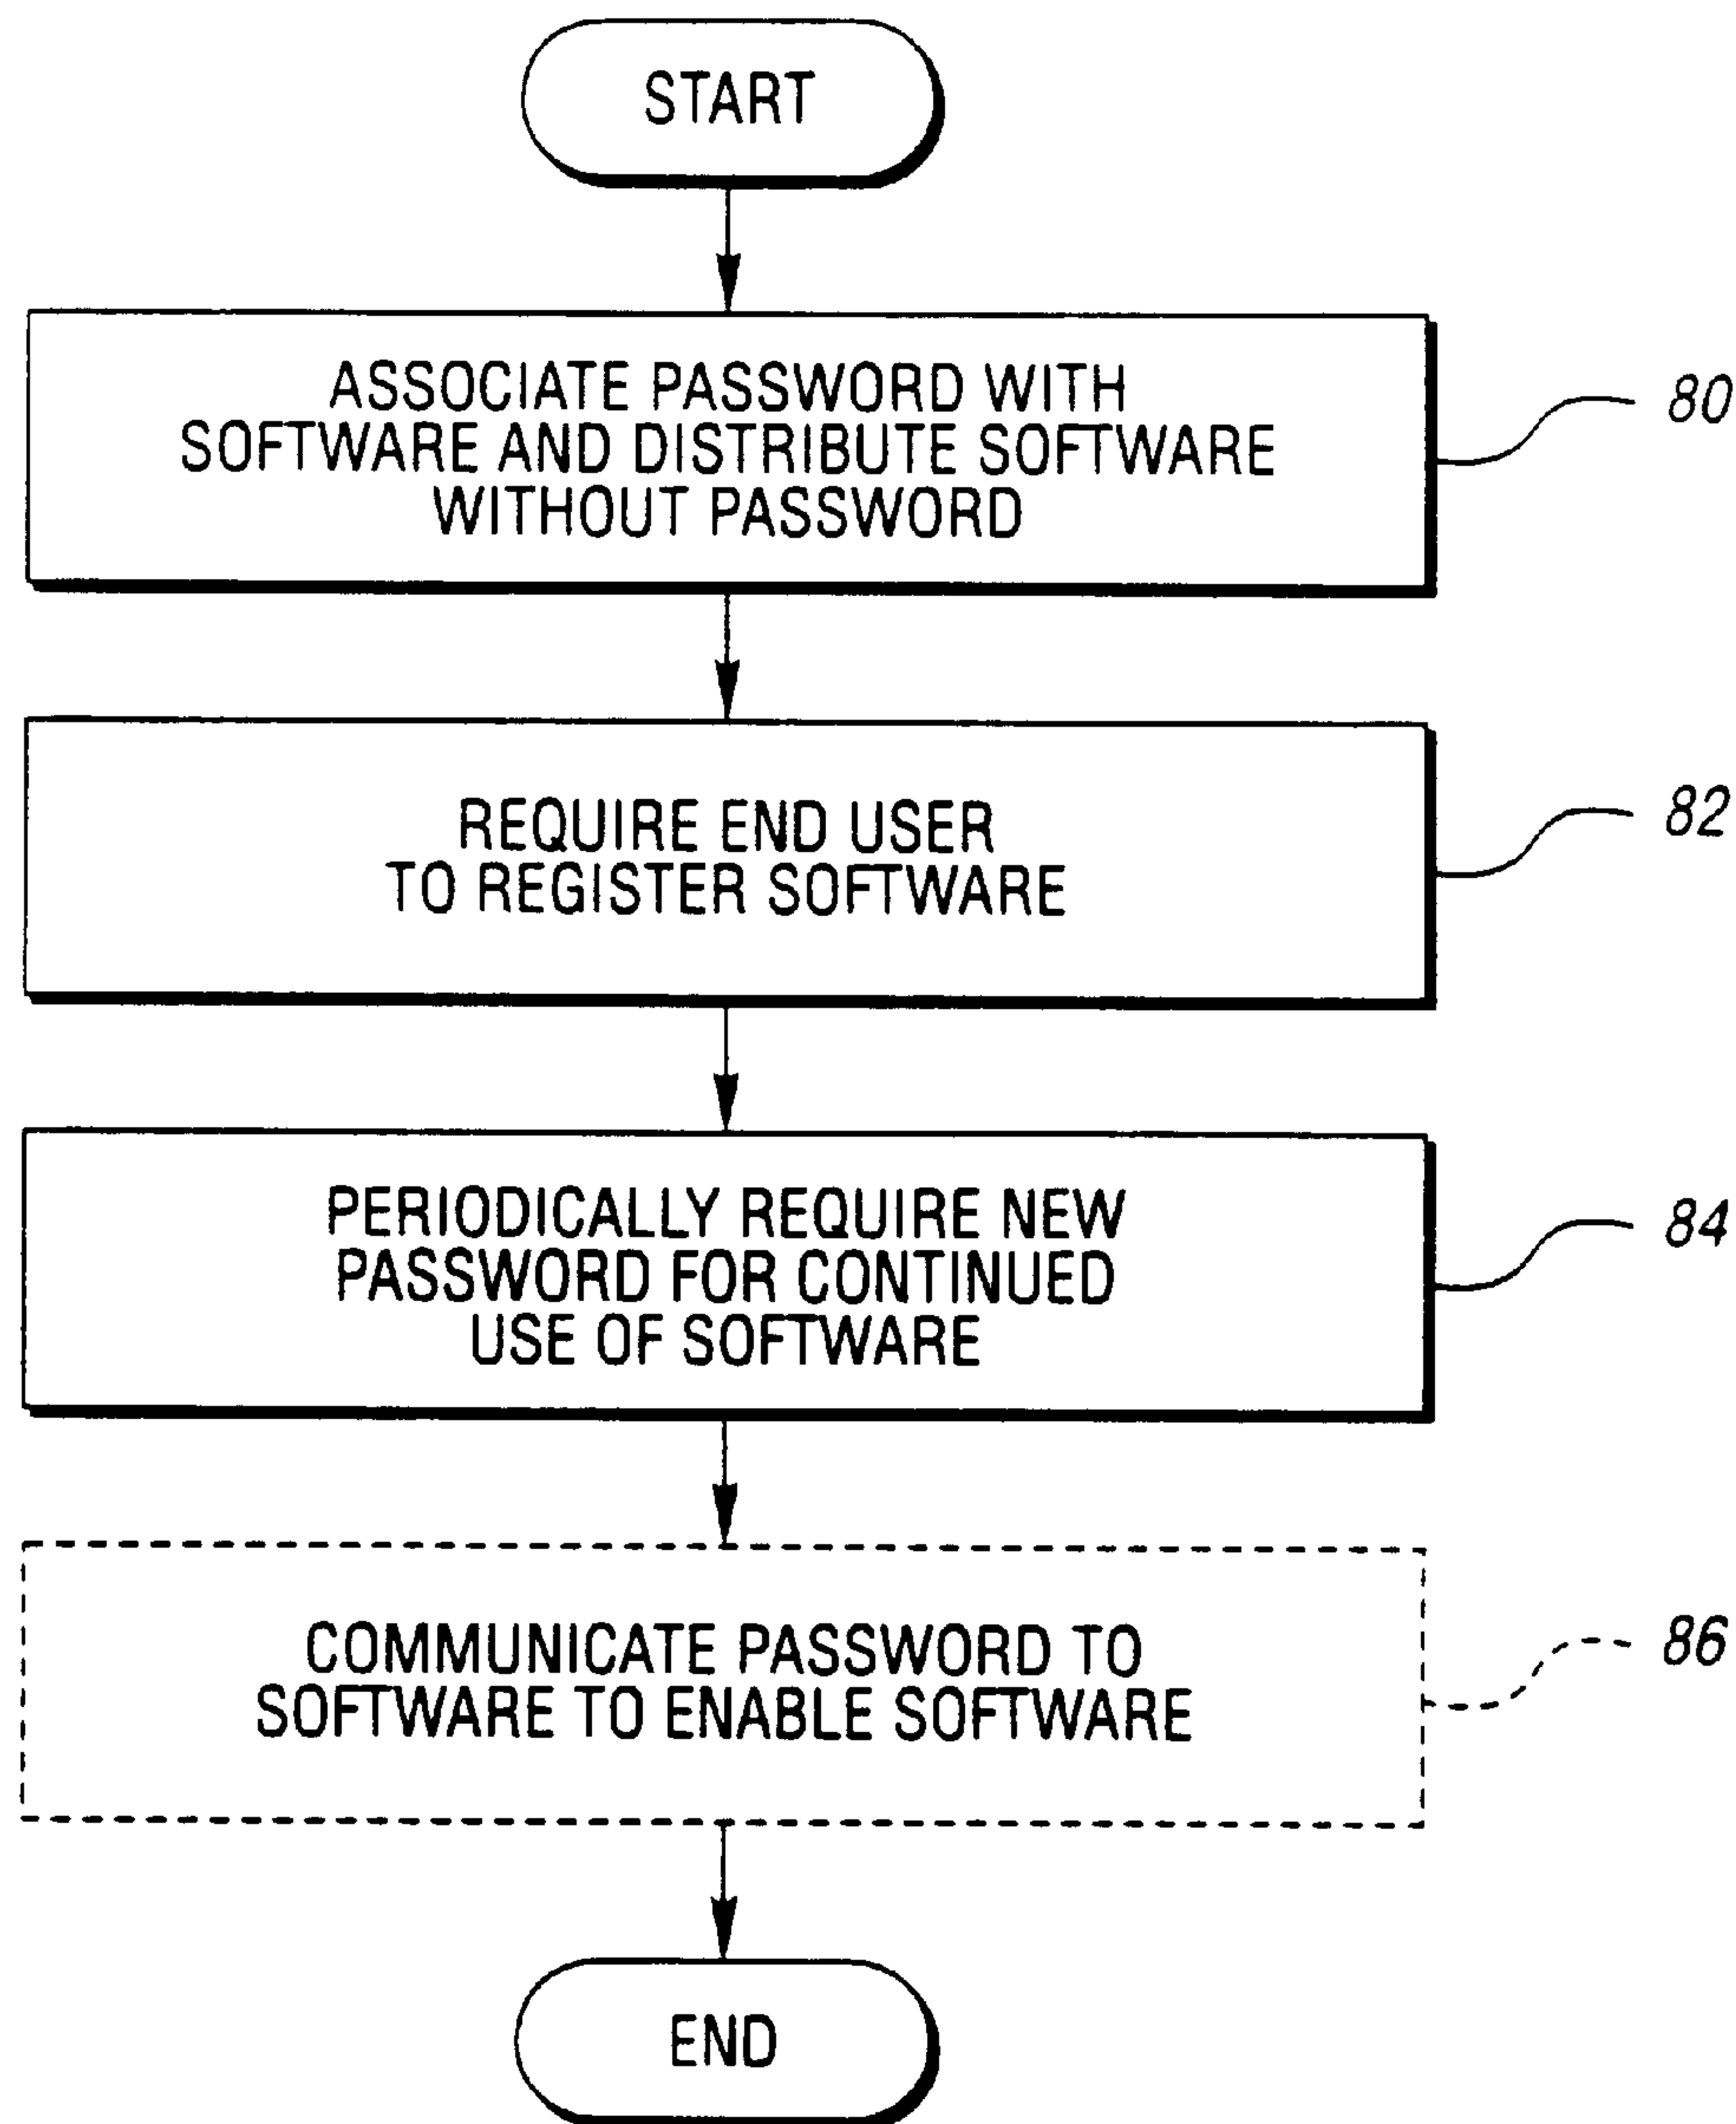 START
ASSOCIATE PASSWORD WITH
SOFTWARE AND DISTRIBUTE SOFTWARE
WITHOUT PASSWORD
80
REQUIRE END USER
TO REGISTER SOFTWARE
82
PERIODICALLY REQUIRE NEW
PASSWORD FOR CONTINUED
USE OF SOFTWARE
84
COMMUNICATE PASSWORD TO
SOFTWARE TO ENABLE SOFTWARE
86
END